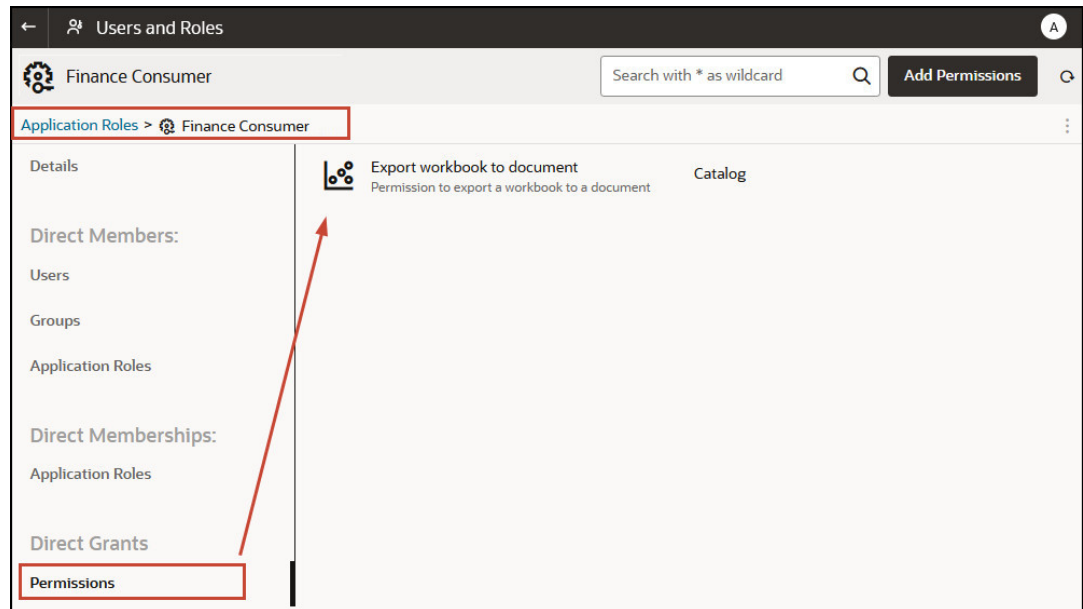 Users and Roles
A
Finance Consumer
Search with * as wildcard
Add Permissions
Application Roles > Finance Consumer
Details
Direct Members:
Users
Groups
Application Roles
Direct Memberships:
Application Roles
Direct Grants
Permissions
Export workbook to document
Permission to export a workbook to a document
Catalog